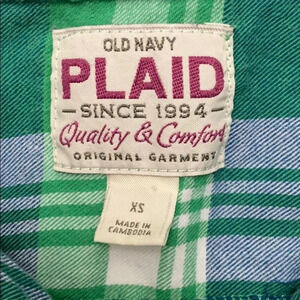 OLD NAVY
PLAID
- SINCE 1994 -
Quality & Comfort
ORIGINAL GARMENT
XS
MADE IN
CAMBODIA